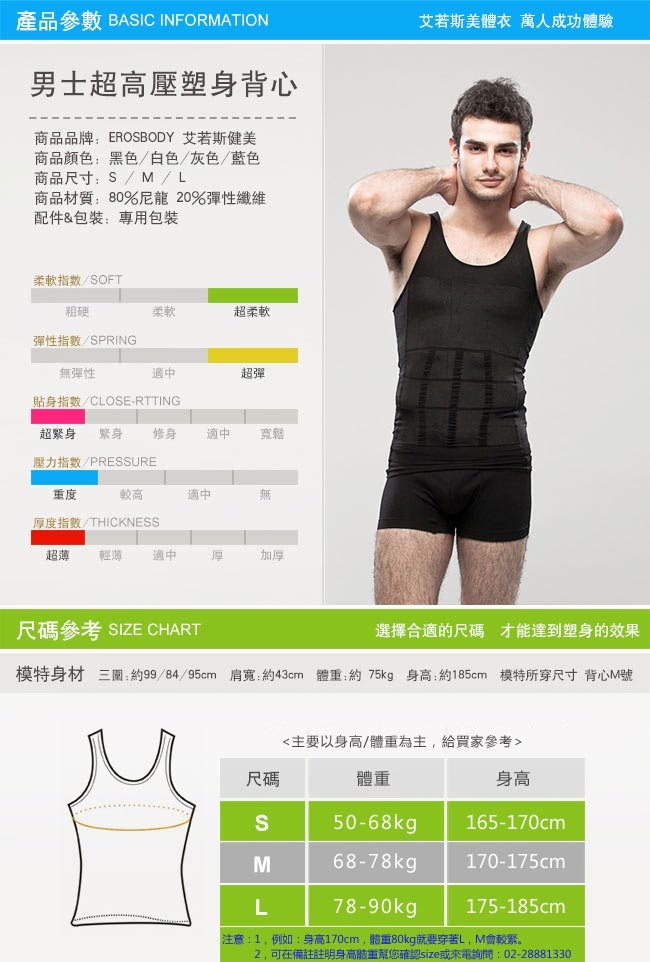 產品參數 BASIC INFORMATION 艾若斯美體衣 萬人成功體驗
男士超高壓塑身背心
商品品牌：EROSBODY 艾若斯健美
商品顏色：黑色/白色/灰色/藍色
商品尺寸：S / M / L
商品材質：80%尼龍 20%彈性纖維
配件&包裝：專用包裝
柔軟指數/SOFT
粗硬 柔軟 超柔軟
彈性指數/SPRING
無彈性 適中 超彈
貼身指數/CLOSE-RTTING
超緊身 緊身 修身 適中 寬鬆
壓力指數/PRESSURE
重度 較高 適中 無
厚度指數/THICKNESS
超薄 輕薄 適中 厚 加厚
尺碼參考 SIZE CHART 選擇合適的尺碼 才能達到塑身的效果
模特身材 三圍:約99/84/95cm 肩寬:約43cm 體重:約 75kg 身高:約185cm 模特所穿尺寸 背心M號
<主要以身高/體重為主，給買家參考>
尺碼 體重 身高
S 50-68kg 165-170cm
M 68-78kg 170-175cm
L 78-90kg 175-185cm
注意：1，例如：身高170cm，體重80kg就要穿著L，M會較緊。
2，可在備註註明身高體重幫您確認size或來電詢問：02-28881330